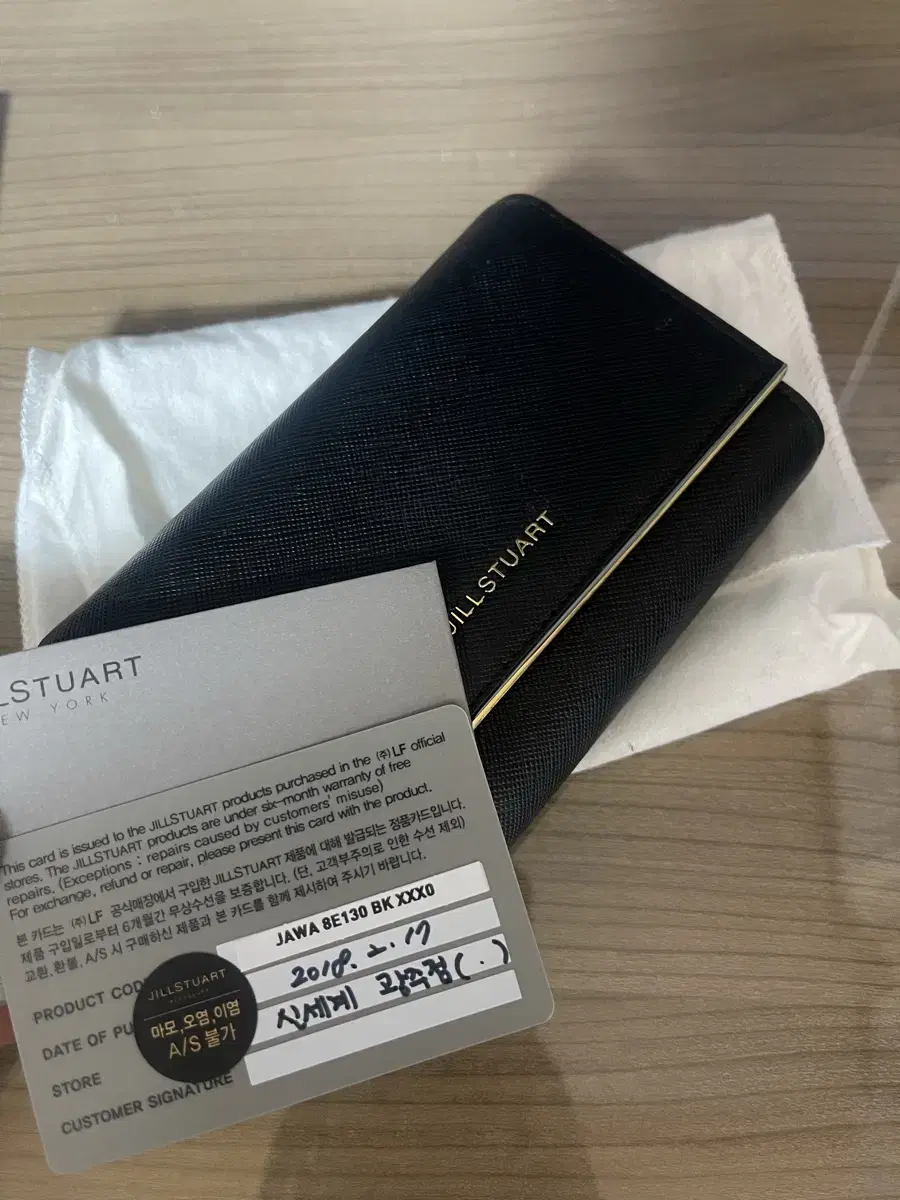 JILLSTUART
LSTUART
EW YORK
This card is issued to the JILLSTUART products purchased in the ㈜LF official
stores. The JILLSTUART products are under six-month warranty of free
repairs. (Exceptions : repairs caused by customers' misuse)
For exchange, refund or repair, please present this card with the product.
본 카드는 ㈜LF 공식매장에서 구입한 JILLSTUART 제품에 대해 발급되는 정품카드입니다.
제품 구입일로부터 6개월간 무상수선을 보증합니다. (단, 고객부주의로 인한 수선 제외)
교환, 환불, A/S 시 구매하신 제품과 본 카드를 함께 제시하여 주시기 바랍니다.
PRODUCT COD JAWA 8E130 BK XXX0
DATE OF PU 2018. 2. 17
STORE 신세계 광주점( . )
CUSTOMER SIGNATURE
JILLSTUART
마모,오염,이염
A/S 불가